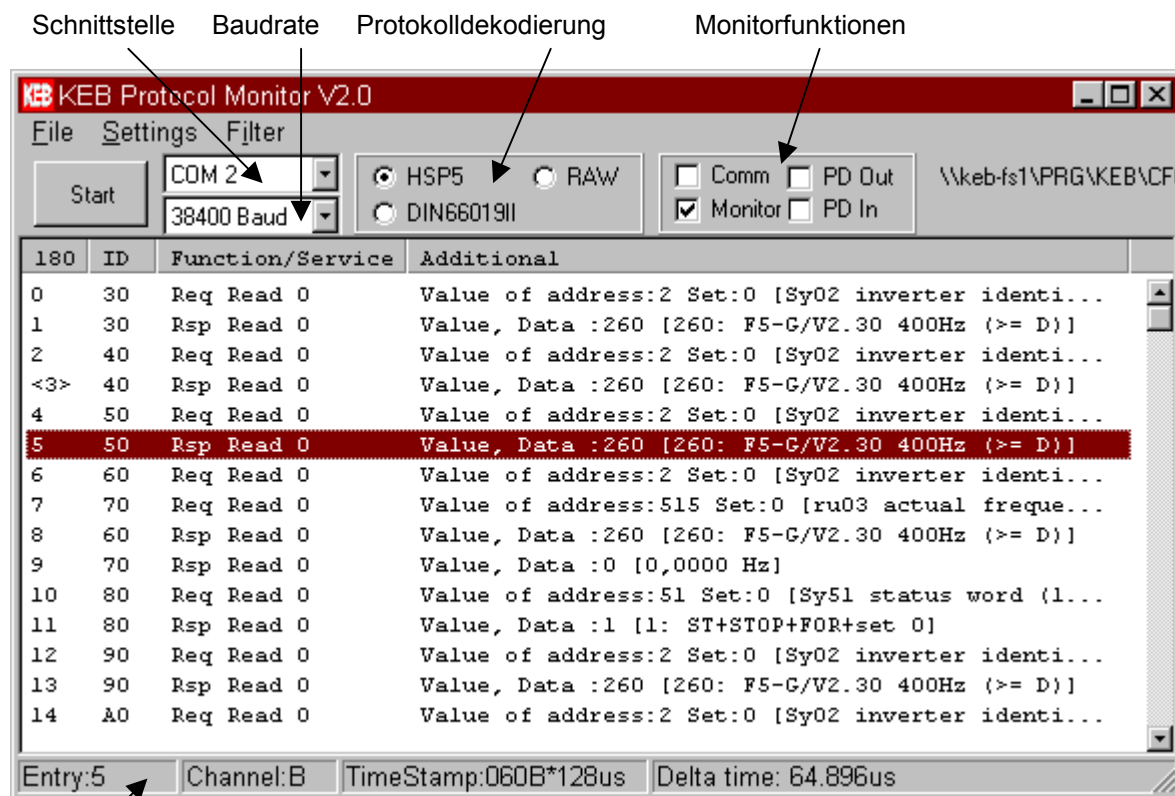 Schnittstelle Baudrate Protokolldekodierung Monitorfunktionen
KEB KEB Protocol Monitor V2.0
File Settings Filter
Start COM 2 HSP5 RAW Comm PD Out \\keb-fs1\PRG\KEB\CF
38400 Baud DIN66019II Monitor PD In
180 ID Function/Service Additional
0 30 Req Read 0 Value of address:2 Set:0 [Sy02 inverter identi...
1 30 Rsp Read 0 Value, Data :260 [260: F5-G/V2.30 400Hz (>= D)]
2 40 Req Read 0 Value of address:2 Set:0 [Sy02 inverter identi...
<3> 40 Rsp Read 0 Value, Data :260 [260: F5-G/V2.30 400Hz (>= D)]
4 50 Req Read 0 Value of address:2 Set:0 [Sy02 inverter identi...
5 50 Rsp Read 0 Value, Data :260 [260: F5-G/V2.30 400Hz (>= D)]
6 60 Req Read 0 Value of address:2 Set:0 [Sy02 inverter identi...
7 70 Req Read 0 Value of address:515 Set:0 [ru03 actual freque...
8 60 Rsp Read 0 Value, Data :260 [260: F5-G/V2.30 400Hz (>= D)]
9 70 Rsp Read 0 Value, Data :0 [0,0000 Hz]
10 80 Req Read 0 Value of address:51 Set:0 [Sy51 status word (l...
11 80 Rsp Read 0 Value, Data :1 [1: ST+STOP+FOR+set 0]
12 90 Req Read 0 Value of address:2 Set:0 [Sy02 inverter identi...
13 90 Rsp Read 0 Value, Data :260 [260: F5-G/V2.30 400Hz (>= D)]
14 A0 Req Read 0 Value of address:2 Set:0 [Sy02 inverter identi...
Entry:5 Channel:B TimeStamp:060B*128us Delta time: 64.896us